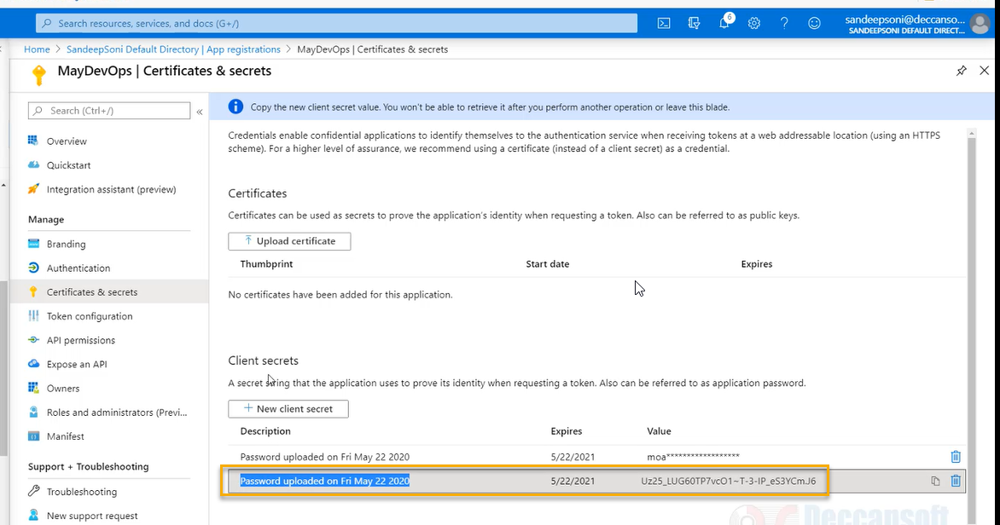 Search resources, services, and docs (G+/)
6
sandeepsoni@deccanso...
SANDEEPSONI DEFAULT DIRECT...
Home > SandeepSoni Default Directory | App registrations > MayDevOps | Certificates & secrets
MayDevOps | Certificates & secrets
Search (Ctrl+/)
«
Overview
Quickstart
Integration assistant (preview)
Manage
Branding
Authentication
Certificates & secrets
Token configuration
API permissions
Expose an API
Owners
Roles and administrators (Previ...
Manifest
Support + Troubleshooting
Troubleshooting
New support request
Copy the new client secret value. You won't be able to retrieve it after you perform another operation or leave this blade.
Credentials enable confidential applications to identify themselves to the authentication service when receiving tokens at a web addressable location (using an HTTPS
scheme). For a higher level of assurance, we recommend using a certificate (instead of a client secret) as a credential.
Certificates
Certificates can be used as secrets to prove the application's identity when requesting a token. Also can be referred to as public keys.
Upload certificate
Thumbprint Start date Expires
No certificates have been added for this application.
Client secrets
A secret string that the application uses to prove its identity when requesting a token. Also can be referred to as application password.
New client secret
Description Expires Value
Password uploaded on Fri May 22 2020 5/22/2021 moa******************
Password uploaded on Fri May 22 2020 5/22/2021 Uz25_LUG60TP7vcO1~T-3-IP_eS3YCm.J6
Deccansoft